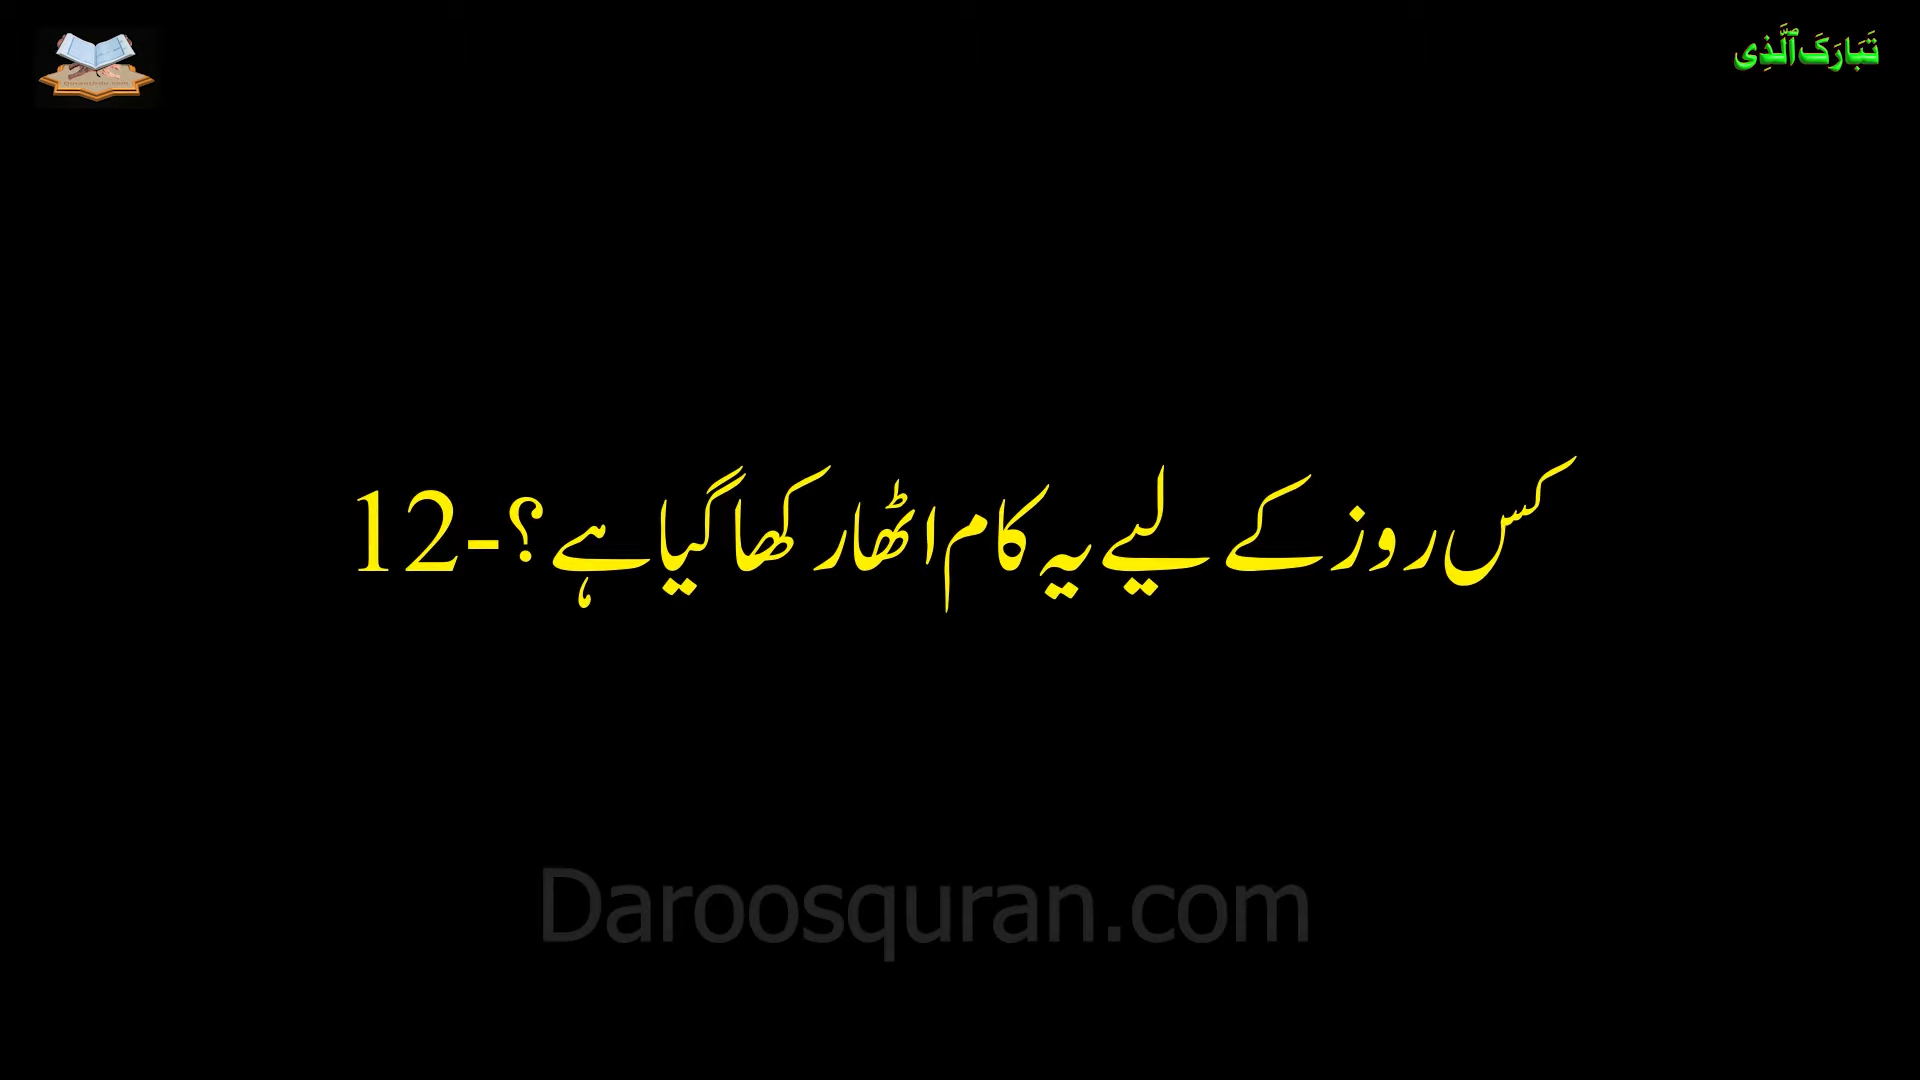 تَبَارَکَ ٱلَّذِی
کس روز کے لیے یہ کام اٹھا رکھا گیا ہے؟-12
Daroosquran.com